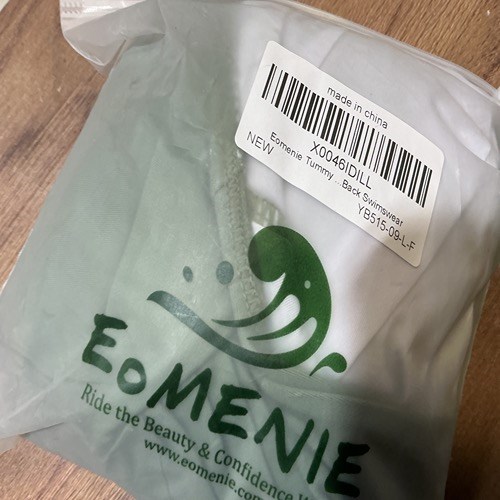 made in china
X0046IDILL
Eomenie Tummy ...Back Swimswear
NEW
YB515-09-L-F
EOMENIE
Ride the Beauty & Confidence
www.eomenie.com